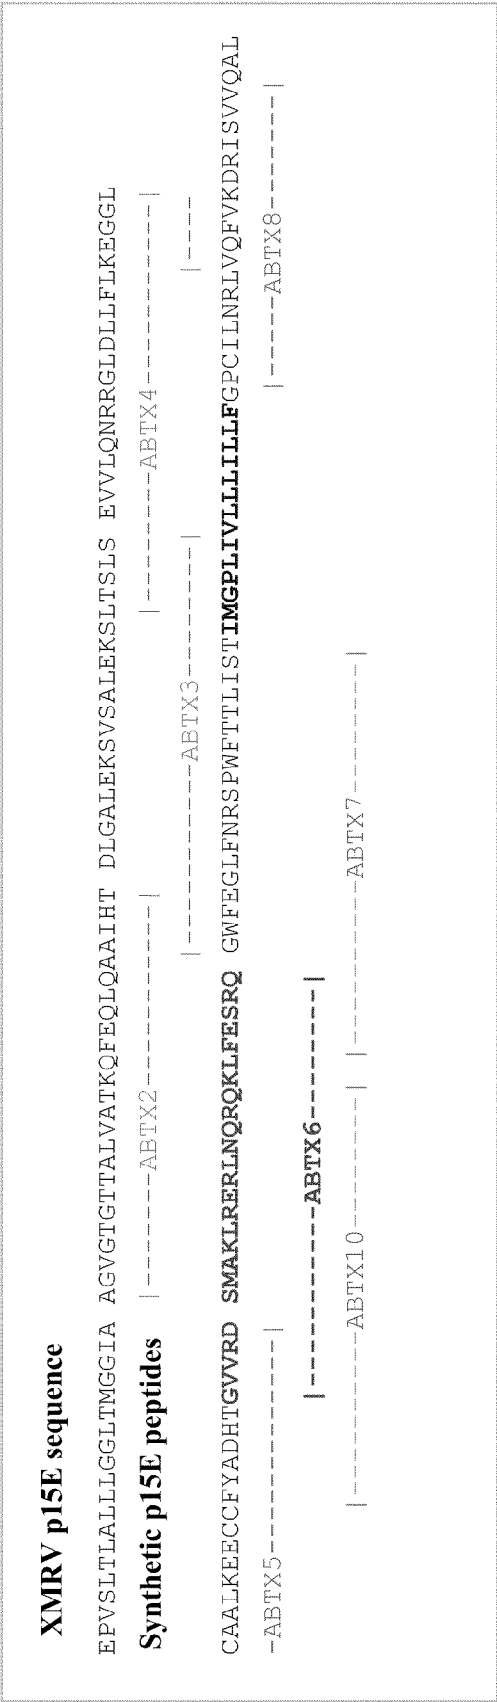 XMRV p15E sequence
EPVSLTLALLLGGLTMGGIA AGVGTGTTALVATKQFEQLQAAIHT DLGALEKSVSALEKSLTSLS EVVLQNRRGLDLLFLKEGGL
Synthetic p15E peptides |-------ABTX2-----------| |-------ABTX4-----------|
|----------ABTX3-------| |----
CAALKEECCFYADHTGVVRD SMAKLRERLNQRQKLFESRQ GWFEGLFNRSPWFTTLISTIMGPLIVLLLILLFGPCILNRLVQFVKDRISVVQAL
-ABTX5------------| |-----ABTX8-------|
|----------ABTX6--------|
|----------ABTX10--------| |----------ABTX7--------|